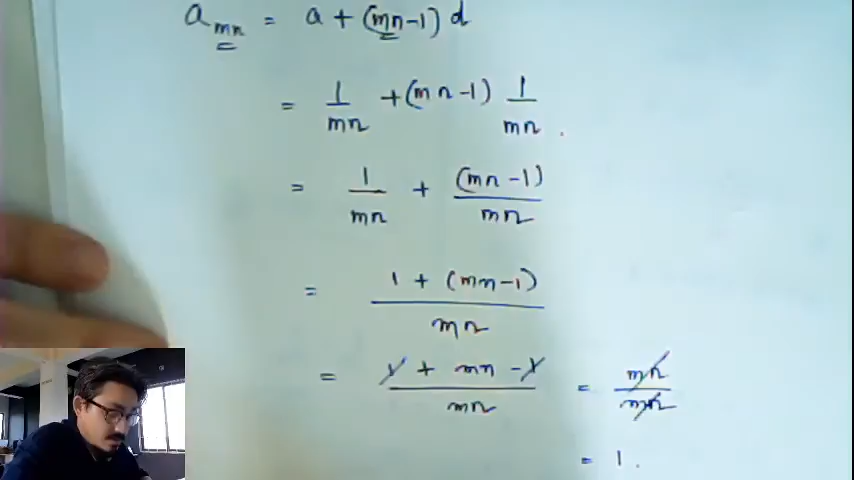 a_mn = a + (mn-1) d
= 1/mn + (mn-1) 1/mn .
= 1/mn + (mn-1)/mn
= 1 + (mn-1)/mn
= 1 + mn - 1/mn = mn/mn
= 1.